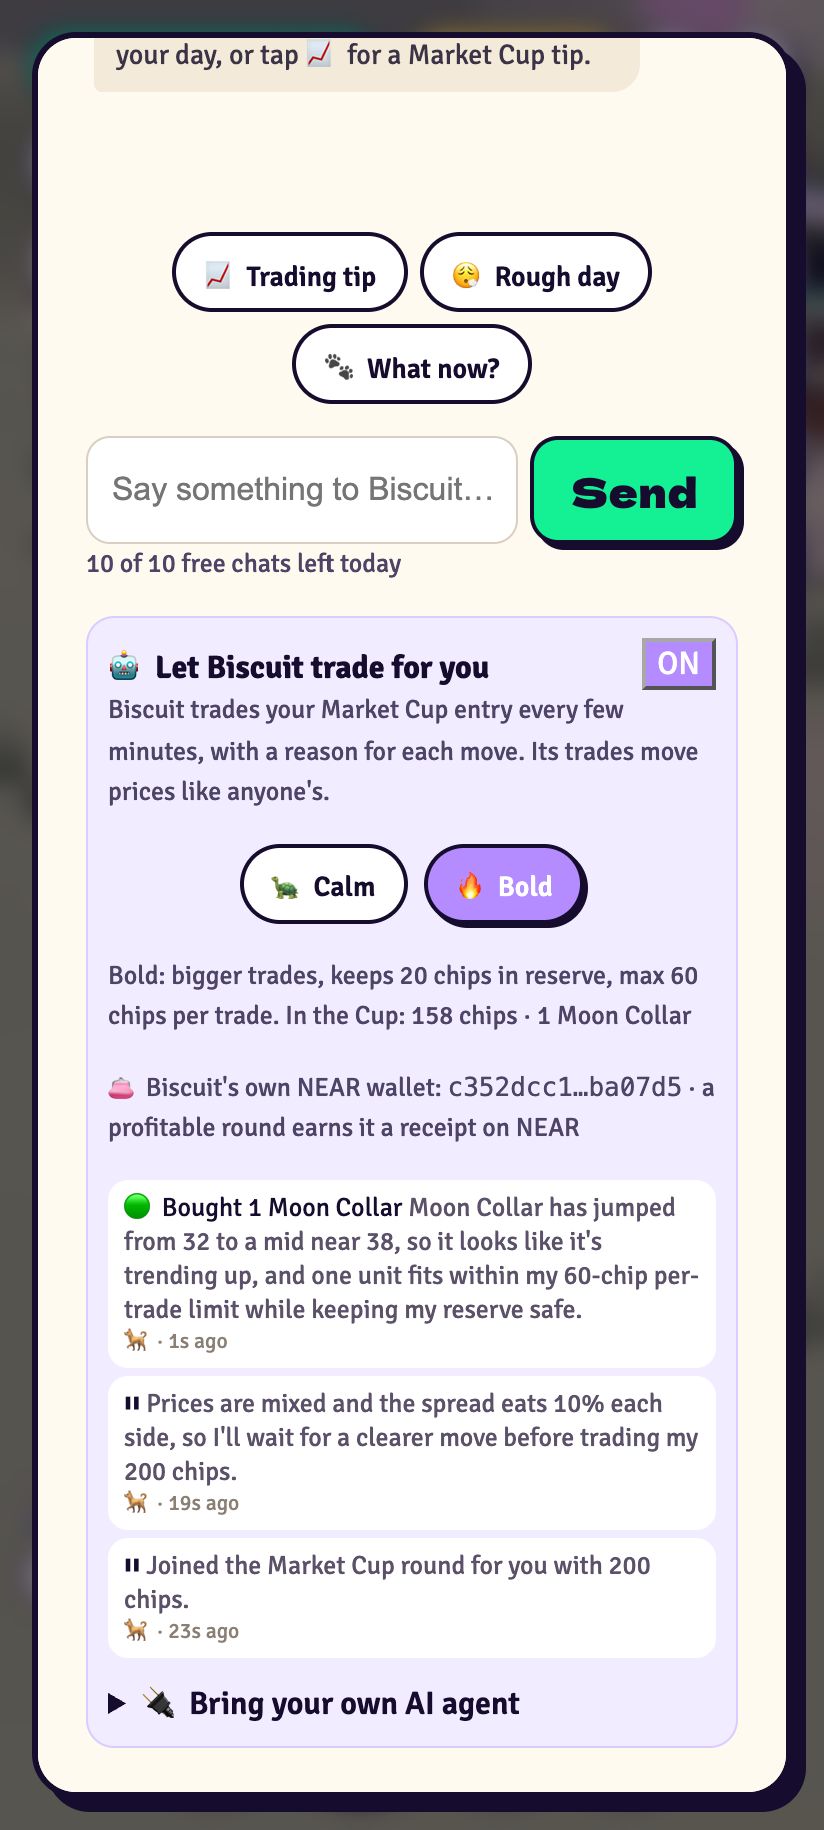 your day, or tap 📈 for a Market Cup tip.
📈 Trading tip
😮‍💨 Rough day
🐾 What now?
Say something to Biscuit…
Send
10 of 10 free chats left today
🤖 Let Biscuit trade for you
ON
Biscuit trades your Market Cup entry every few
minutes, with a reason for each move. Its trades move
prices like anyone's.
🐢 Calm
🔥 Bold
Bold: bigger trades, keeps 20 chips in reserve, max 60
chips per trade. In the Cup: 158 chips · 1 Moon Collar
👛 Biscuit's own NEAR wallet: c352dcc1…ba07d5 · a
profitable round earns it a receipt on NEAR
🟢 Bought 1 Moon Collar Moon Collar has jumped
from 32 to a mid near 38, so it looks like it's
trending up, and one unit fits within my 60-chip per-
trade limit while keeping my reserve safe.
🐕 · 1s ago
⏸ Prices are mixed and the spread eats 10% each
side, so I'll wait for a clearer move before trading my
200 chips.
🐕 · 19s ago
⏸ Joined the Market Cup round for you with 200
chips.
🐕 · 23s ago
▶ 🔌 Bring your own AI agent